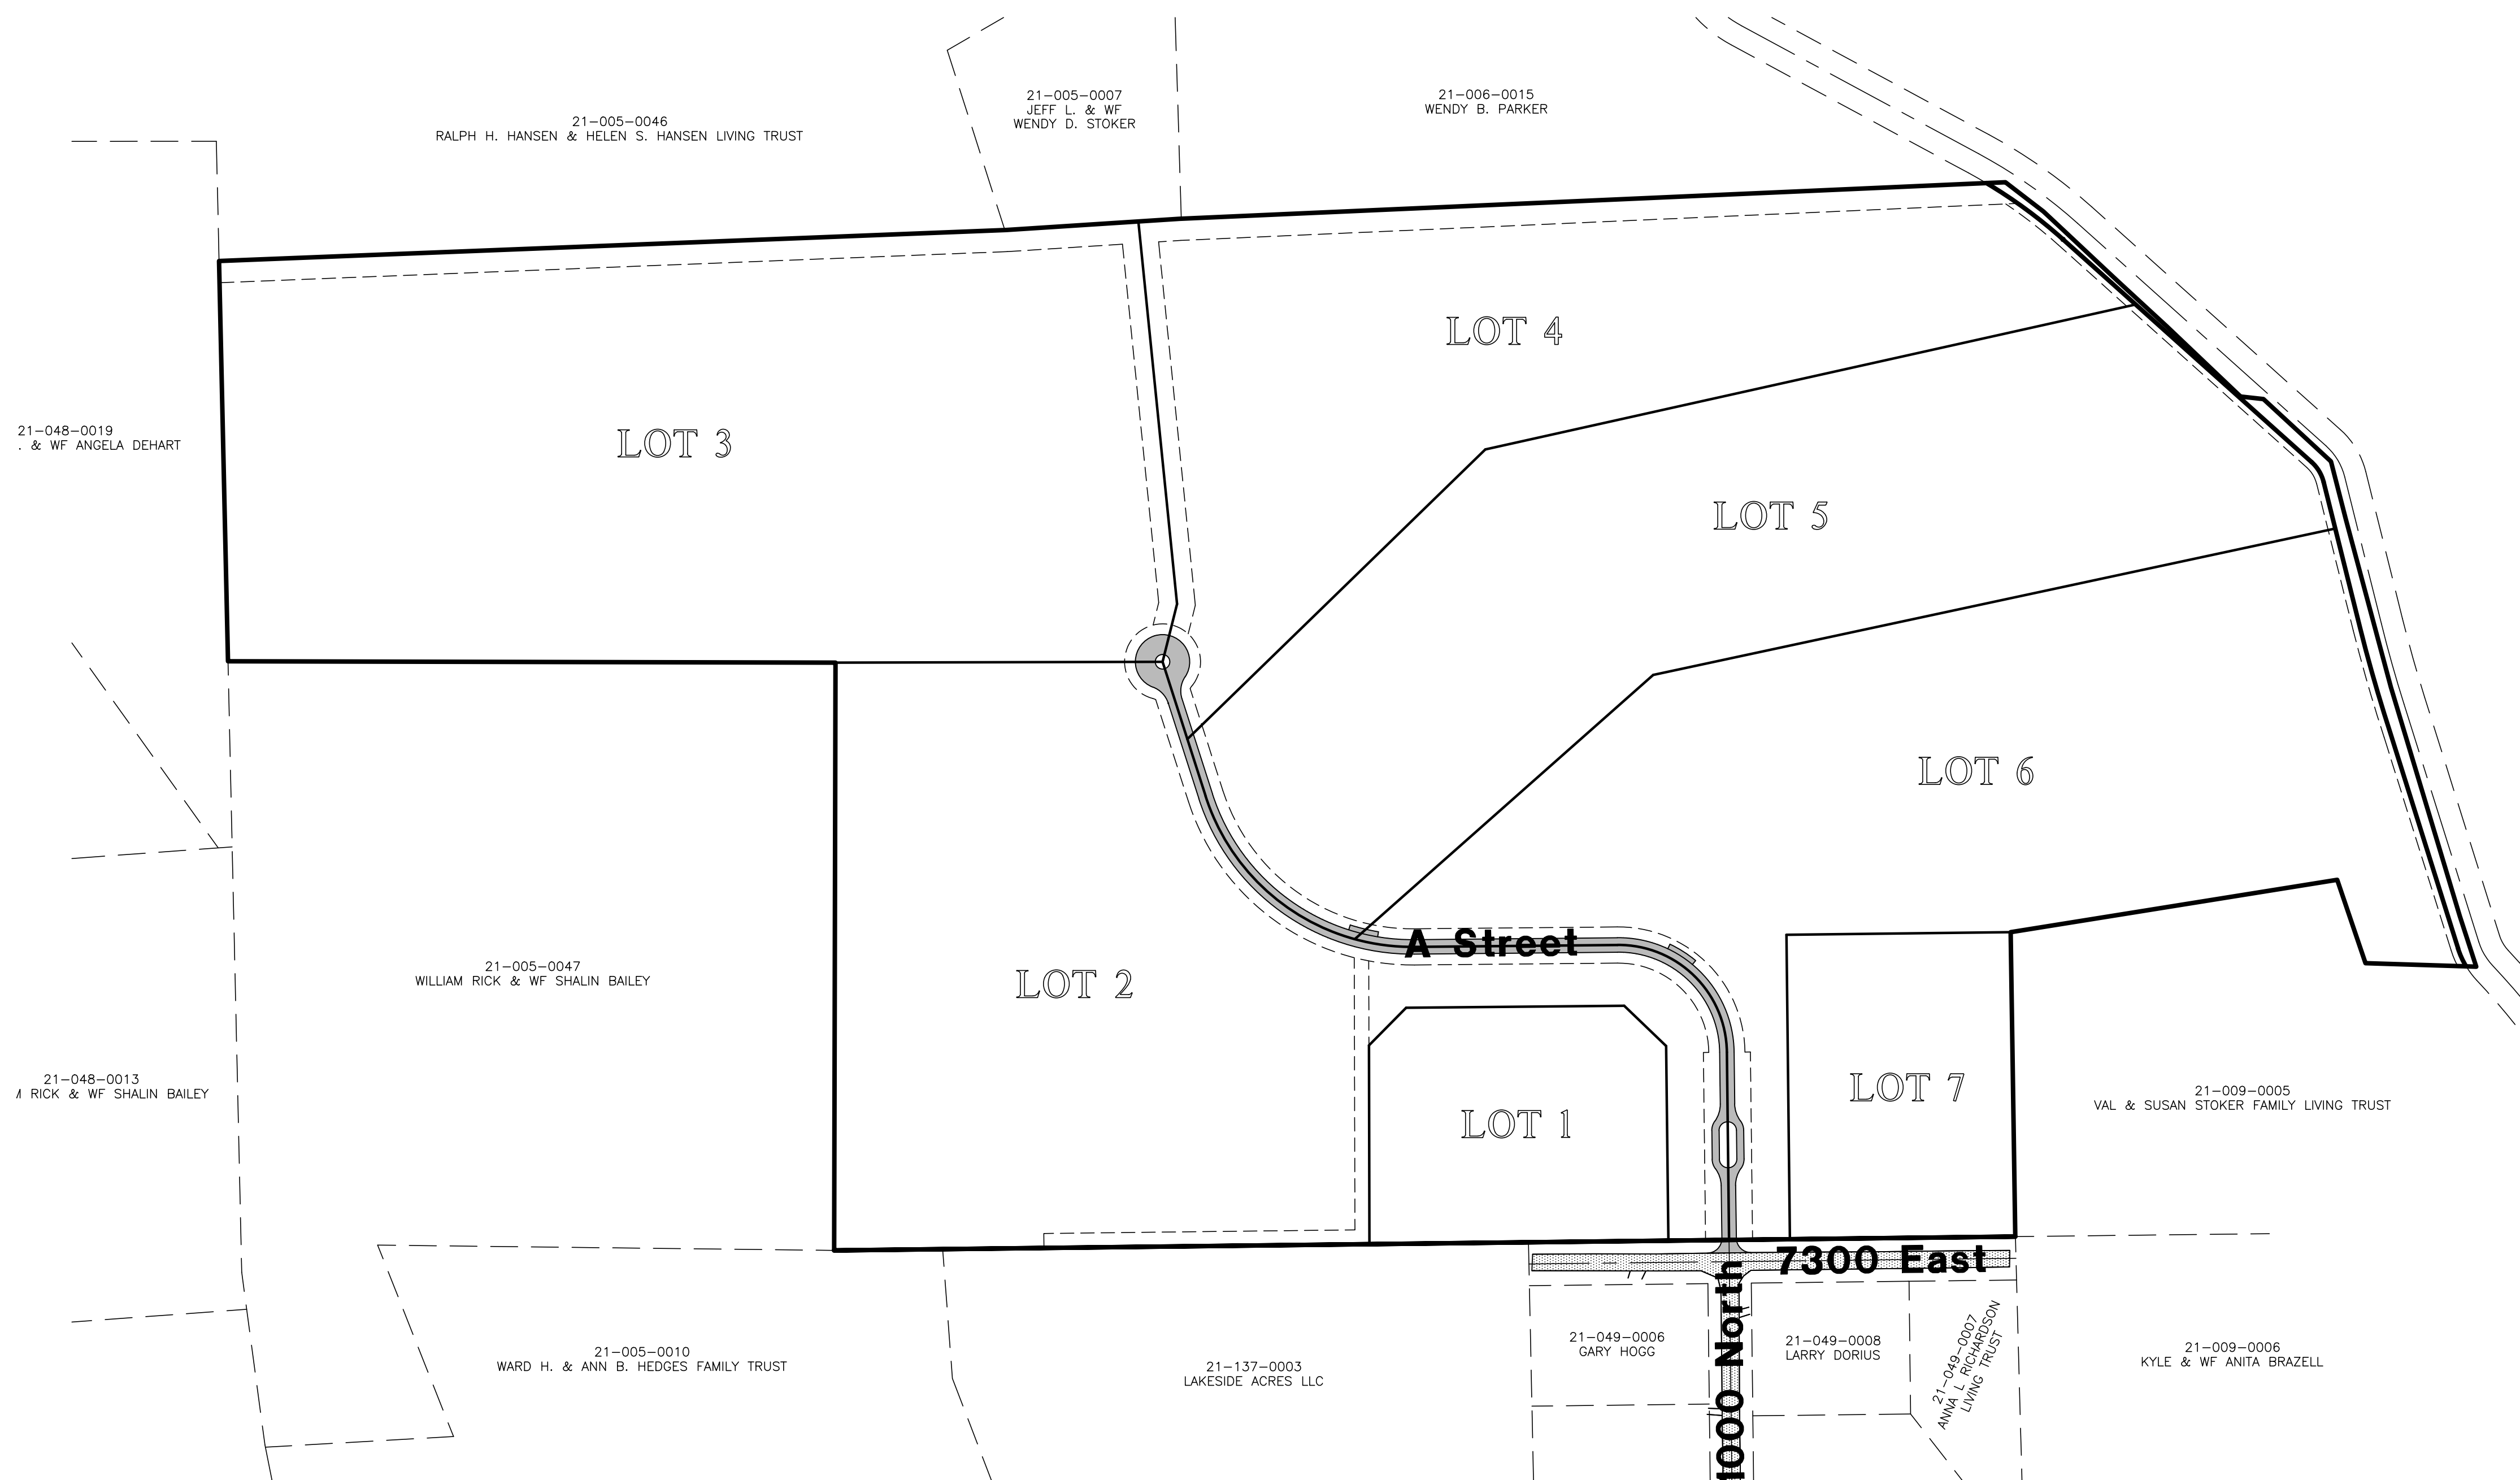 21-005-0046
RALPH H. HANSEN & HELEN S. HANSEN LIVING TRUST
21-005-0007
JEFF L. & WF
WENDY D. STOKER
21-006-0015
WENDY B. PARKER
LOT 4
21-048-0019
. & WF ANGELA DEHART
LOT 3
LOT 5
LOT 6
A Street
21-005-0047
WILLIAM RICK & WF SHALIN BAILEY
LOT 2
21-048-0013
RICK & WF SHALIN BAILEY
LOT 1
LOT 7
21-009-0005
VAL & SUSAN STOKER FAMILY LIVING TRUST
7300 East
000 North
21-005-0010
WARD H. & ANN B. HEDGES FAMILY TRUST
21-137-0003
LAKESIDE ACRES LLC
21-049-0006
GARY HOGG
21-049-0008
LARRY DORIUS
21-049-0007
ANNA L RICHARDSON
LIVING TRUST
21-009-0006
KYLE & WF ANITA BRAZELL